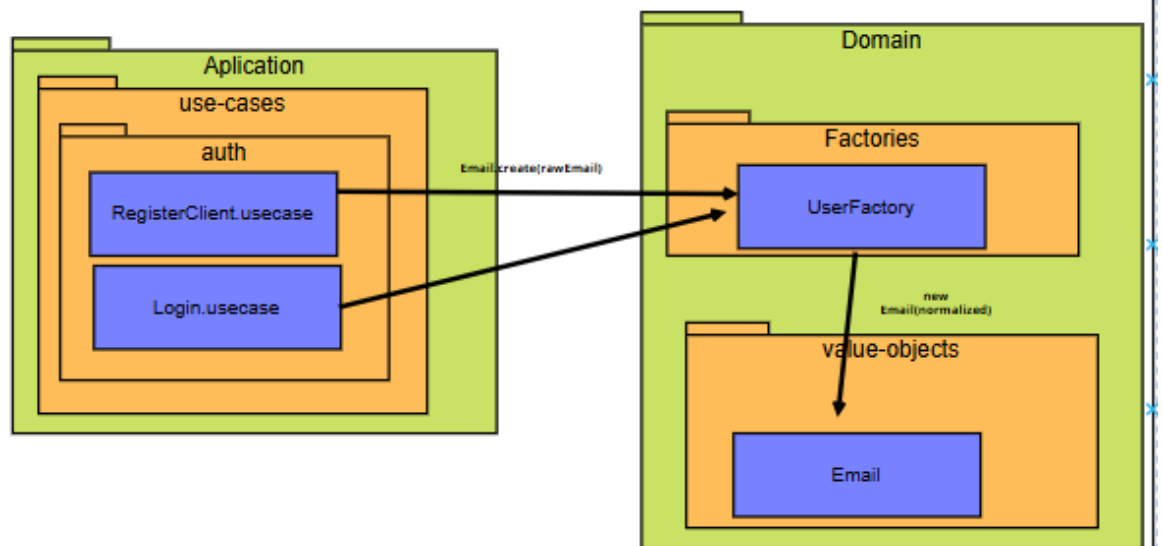 Aplication
use-cases
auth
RegisterClient.usecase
Login.usecase
Email.create(rawEmail)
Domain
Factories
UserFactory
new
Email(normalized)
value-objects
Email